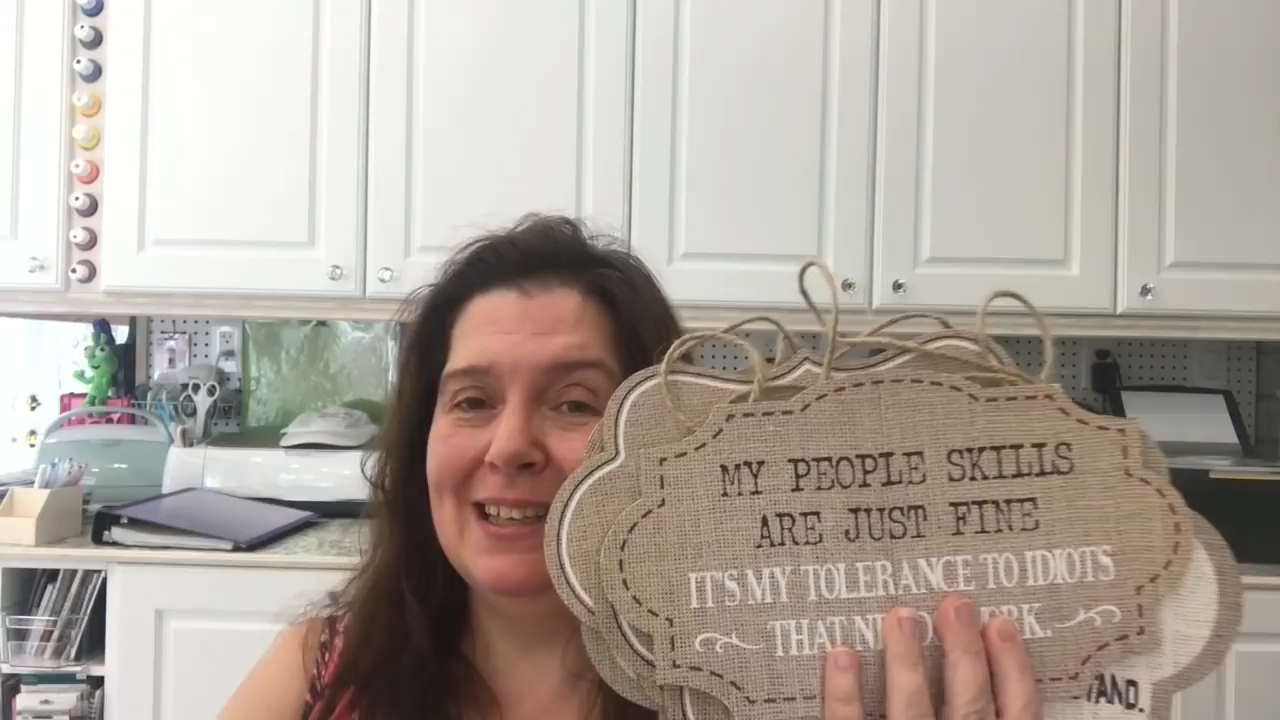 MY PEOPLE SKILLS
ARE JUST FINE
IT'S MY TOLERANCE TO IDIOTS
THAT